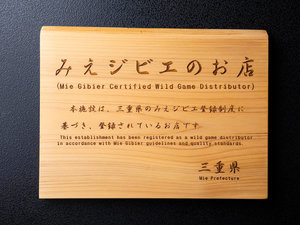 みえジビエのお店
(Mie Gibier Certified Wild Game Distributor)
本施設は、三重県のみえジビエ登録制度に
基づき、登録されているお店です。
This establishment has been registered as a wild game distributor
in accordance with Mie Gibier guidelines and quality standards.
三重県
Mie Prefecture